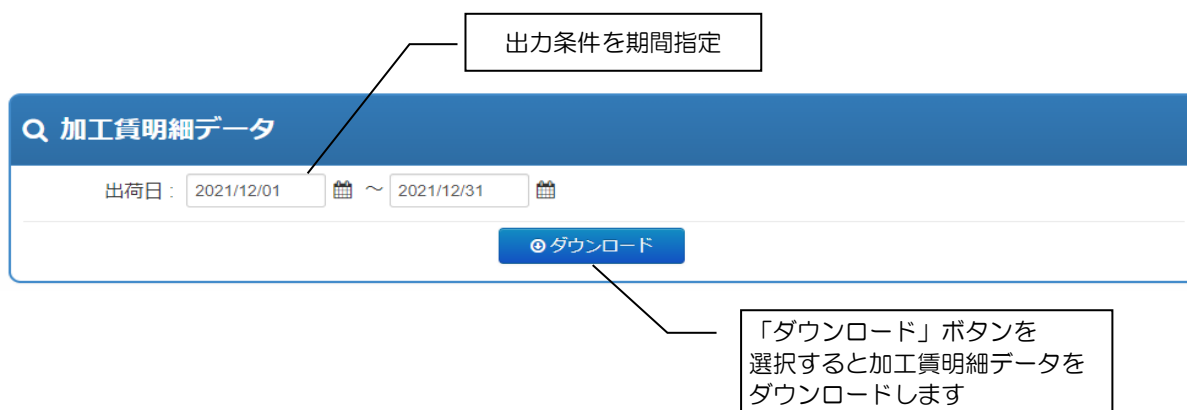 出力条件を期間指定
加工賃明細データ
出荷日 : 2021/12/01 ～ 2021/12/31
ダウンロード
「ダウンロード」ボタンを
選択すると加工賃明細データを
ダウンロードします